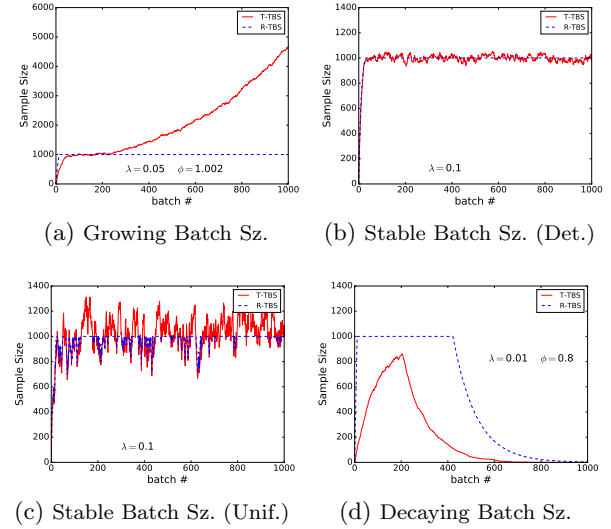 6000
5000
4000
3000
2000
1000
0
Sample Size
T-TBS
R-TBS
λ=0.05 ϕ=1.002
0 200 400 600 800 1000
batch #
(a) Growing Batch Sz.
1400
1200
1000
800
600
400
200
0
Sample Size
T-TBS
R-TBS
λ=0.1
0 200 400 600 800 1000
batch #
(b) Stable Batch Sz. (Det.)
1400
1200
1000
800
600
400
200
0
Sample Size
T-TBS
R-TBS
λ=0.1
0 200 400 600 800 1000
batch #
(c) Stable Batch Sz. (Unif.)
1400
1200
1000
800
600
400
200
0
Sample Size
T-TBS
R-TBS
λ=0.01 ϕ=0.8
0 200 400 600 800 1000
batch #
(d) Decaying Batch Sz.